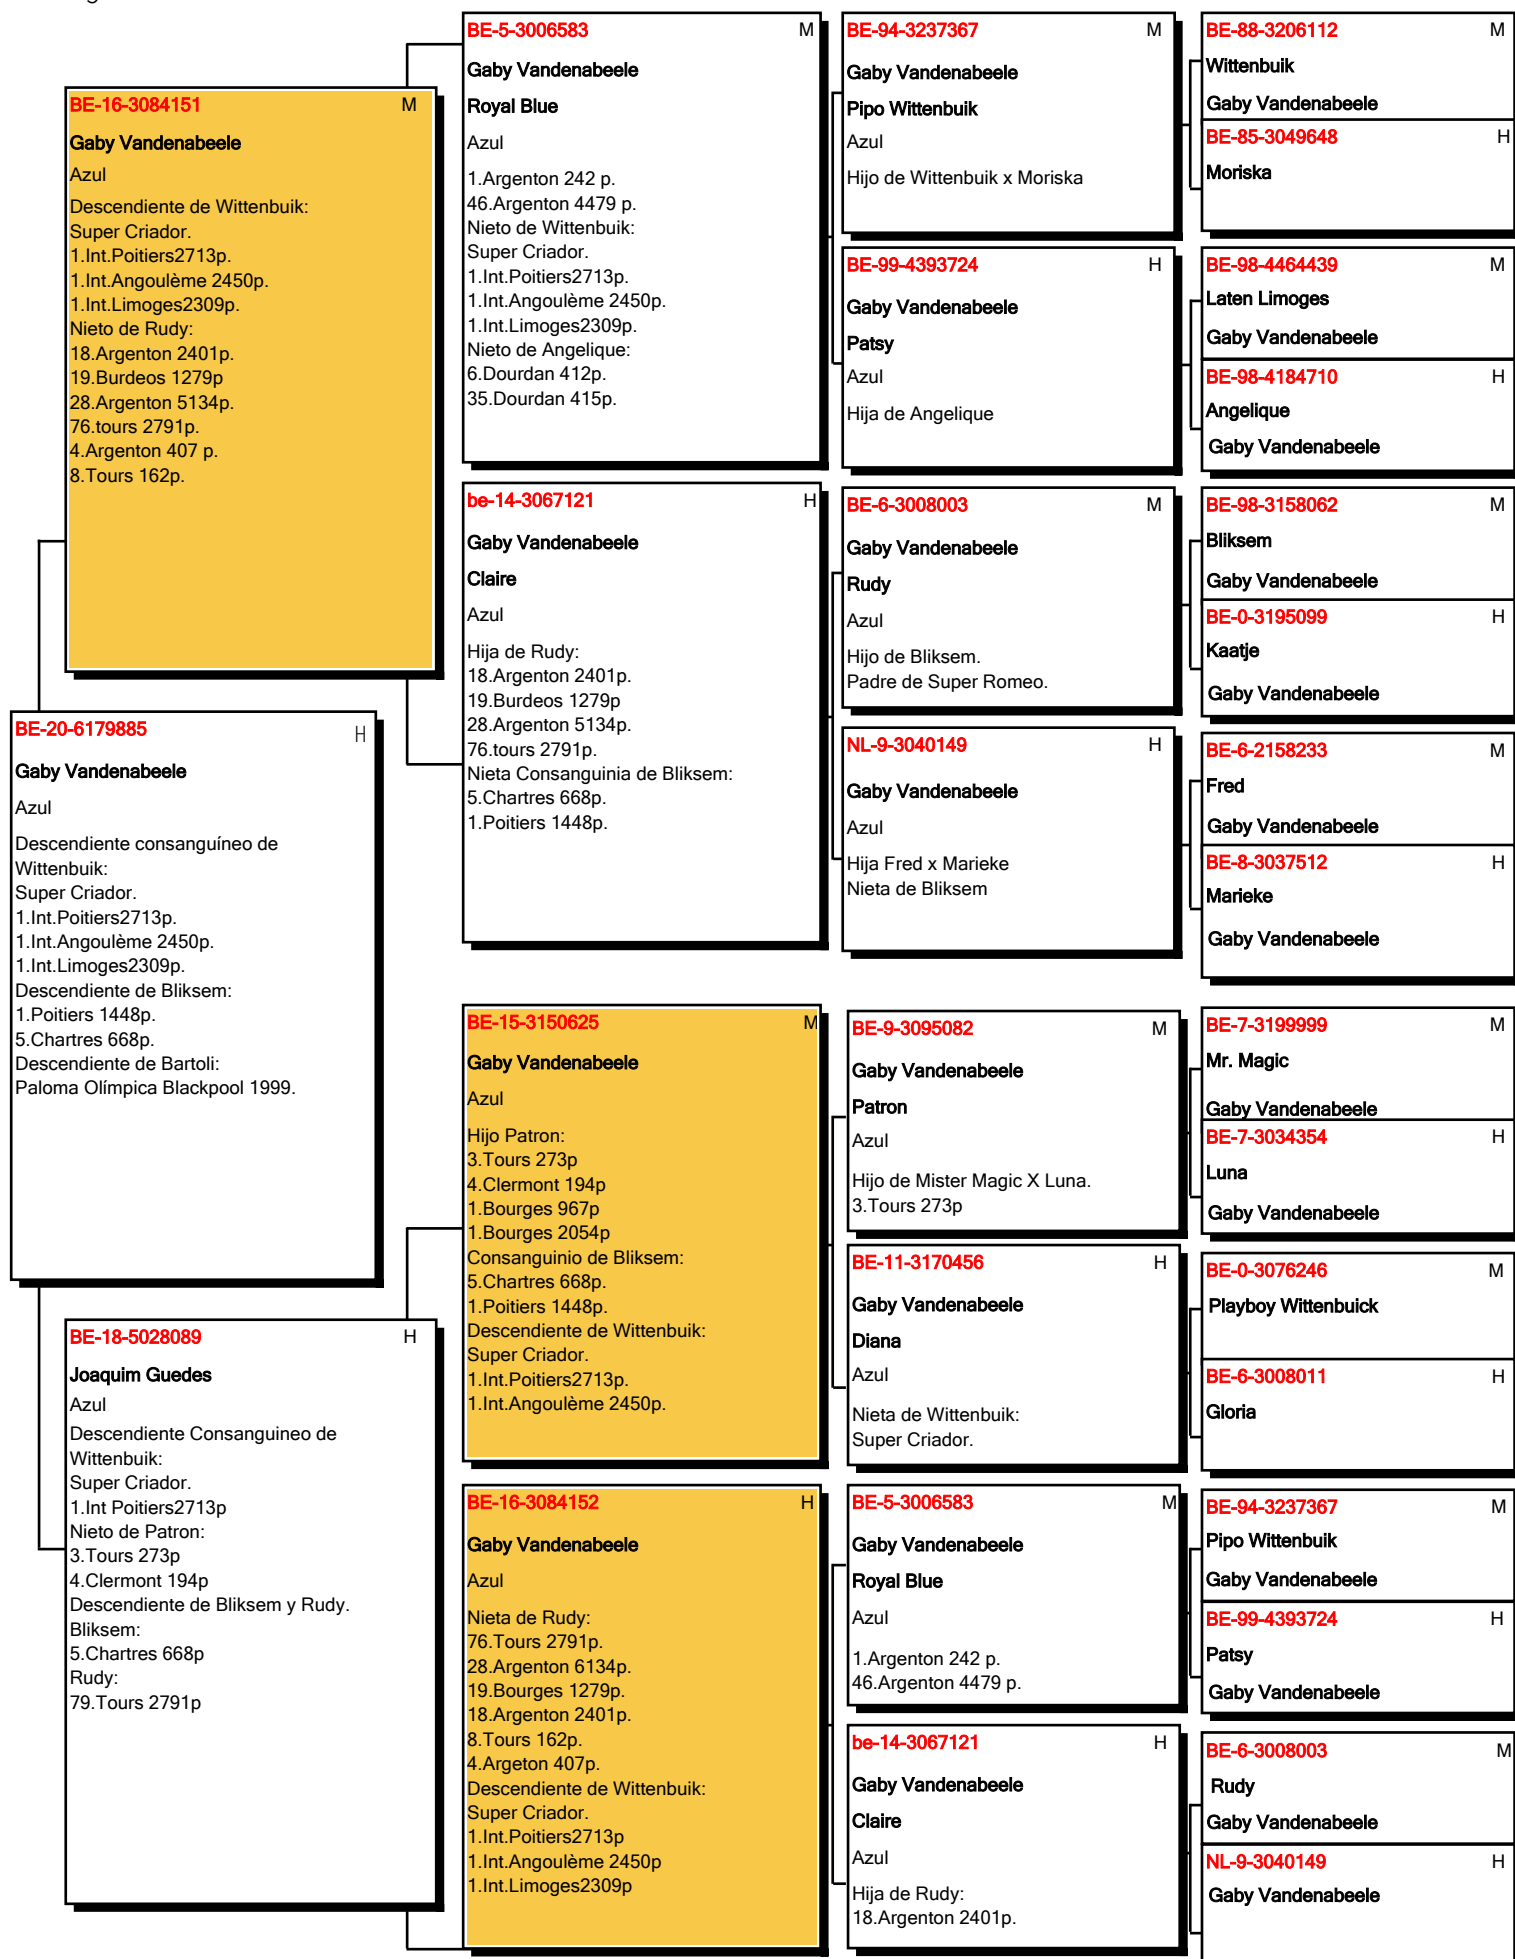 BE-20-6179885 H
Gaby Vandenabeele
Azul
Descendiente consanguíneo de
Wittenbuik:
Super Criador.
1.Int.Poitiers2713p.
1.Int.Angoulème 2450p.
1.Int.Limoges2309p.
Descendiente de Bliksem:
1.Poitiers 1448p.
5.Chartres 668p.
Descendiente de Bartoli:
Paloma Olímpica Blackpool 1999.
BE-16-3084151 M
Gaby Vandenabeele
Azul
Descendiente de Wittenbuik:
Super Criador.
1.Int.Poitiers2713p.
1.Int.Angoulème 2450p.
1.Int.Limoges2309p.
Nieto de Rudy:
18.Argenton 2401p.
19.Burdeos 1279p
28.Argenton 5134p.
76.tours 2791p.
4.Argenton 407 p.
8.Tours 162p.
BE-18-5028089 H
Joaquim Guedes
Azul
Descendiente Consanguineo de
Wittenbuik:
Super Criador.
1.Int Poitiers2713p
Nieto de Patron:
3.Tours 273p
4.Clermont 194p
Descendiente de Bliksem y Rudy.
Bliksem:
5.Chartres 668p
Rudy:
79.Tours 2791p
BE-5-3006583 M
Gaby Vandenabeele
Royal Blue
Azul
1.Argenton 242 p.
46.Argenton 4479 p.
Nieto de Wittenbuik:
Super Criador.
1.Int.Poitiers2713p.
1.Int.Angoulème 2450p.
1.Int.Limoges2309p.
Nieto de Angelique:
6.Dourdan 412p.
35.Dourdan 415p.
be-14-3067121 H
Gaby Vandenabeele
Claire
Azul
Hija de Rudy:
18.Argenton 2401p.
19.Burdeos 1279p
28.Argenton 5134p.
76.tours 2791p.
Nieta Consanguinia de Bliksem:
5.Chartres 668p.
1.Poitiers 1448p.
BE-15-3150625 M
Gaby Vandenabeele
Azul
Hijo Patron:
3.Tours 273p
4.Clermont 194p
1.Bourges 967p
1.Bourges 2054p
Consanguinio de Bliksem:
5.Chartres 668p.
1.Poitiers 1448p.
Descendiente de Wittenbuik:
Super Criador.
1.Int.Poitiers2713p.
1.Int.Angoulème 2450p.
BE-16-3084152 H
Gaby Vandenabeele
Azul
Nieta de Rudy:
76.Tours 2791p.
28.Argenton 6134p.
19.Bourges 1279p.
18.Argenton 2401p.
8.Tours 162p.
4.Argeton 407p.
Descendiente de Wittenbuik:
Super Criador.
1.Int.Poitiers2713p
1.Int.Angoulème 2450p
1.Int.Limoges2309p
BE-94-3237367 M
Gaby Vandenabeele
Pipo Wittenbuik
Azul
Hijo de Wittenbuik x Moriska
BE-99-4393724 H
Gaby Vandenabeele
Patsy
Azul
Hija de Angelique
BE-6-3008003 M
Gaby Vandenabeele
Rudy
Azul
Hijo de Bliksem.
Padre de Super Romeo.
NL-9-3040149 H
Gaby Vandenabeele
Azul
Hija Fred x Marieke
Nieta de Bliksem
BE-9-3095082 M
Gaby Vandenabeele
Patron
Azul
Hijo de Mister Magic X Luna.
3.Tours 273p
BE-11-3170456 H
Gaby Vandenabeele
Diana
Azul
Nieta de Wittenbuik:
Super Criador.
BE-5-3006583 M
Gaby Vandenabeele
Royal Blue
Azul
1.Argenton 242 p.
46.Argenton 4479 p.
be-14-3067121 H
Gaby Vandenabeele
Claire
Azul
Hija de Rudy:
18.Argenton 2401p.
BE-88-3206112 M
Wittenbuik
Gaby Vandenabeele
BE-85-3049648 H
Moriska
BE-98-4464439 M
Laten Limoges
Gaby Vandenabeele
BE-98-4184710 H
Angelique
Gaby Vandenabeele
BE-98-3158062 M
Bliksem
Gaby Vandenabeele
BE-0-3195099 H
Kaatje
Gaby Vandenabeele
BE-6-2158233 M
Fred
Gaby Vandenabeele
BE-8-3037512 H
Marieke
Gaby Vandenabeele
BE-7-3199999 M
Mr. Magic
Gaby Vandenabeele
BE-7-3034354 H
Luna
Gaby Vandenabeele
BE-0-3076246 M
Playboy Wittenbuick
BE-6-3008011 H
Gloria
BE-94-3237367 M
Pipo Wittenbuik
Gaby Vandenabeele
BE-99-4393724 H
Patsy
Gaby Vandenabeele
BE-6-3008003 M
Rudy
Gaby Vandenabeele
NL-9-3040149 H
Gaby Vandenabeele